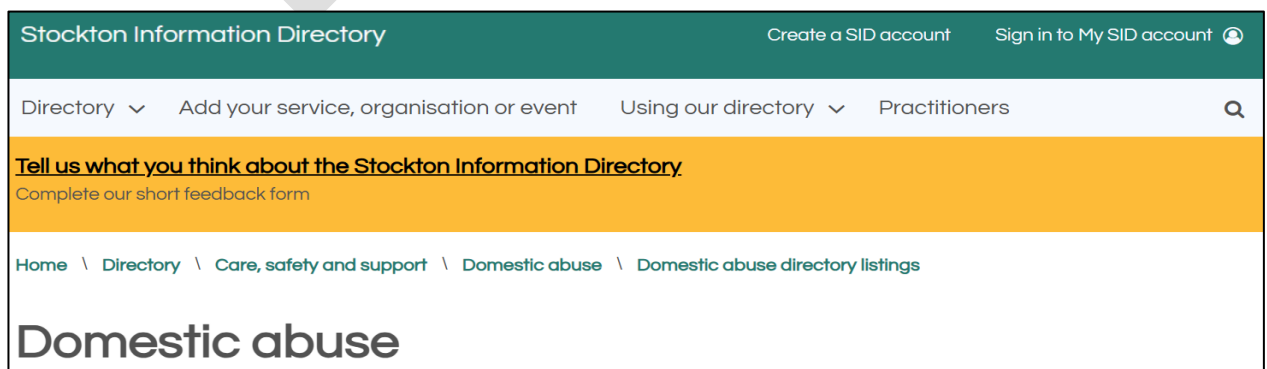 Stockton Information Directory Create a SID account Sign in to My SID account
Directory Add your service, organisation or event Using our directory Practitioners
Tell us what you think about the Stockton Information Directory
Complete our short feedback form
Home \ Directory \ Care, safety and support \ Domestic abuse \ Domestic abuse directory listings
Domestic abuse